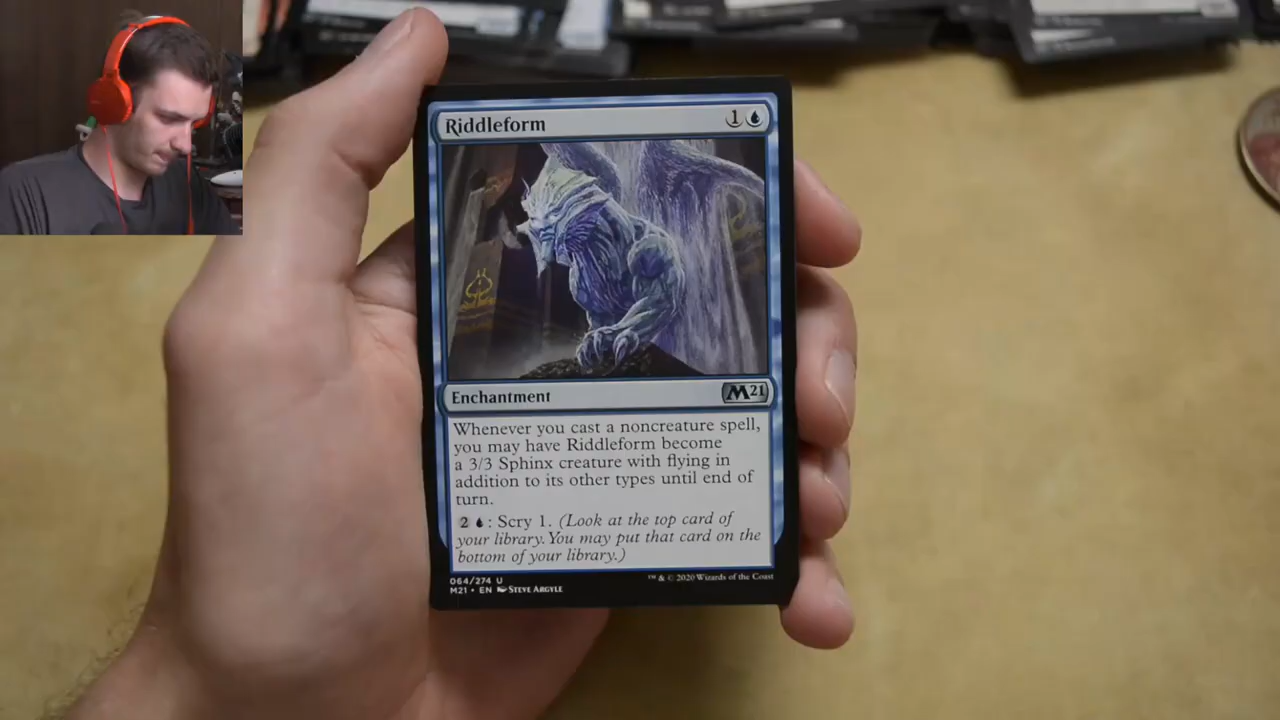 Riddleform 1
Enchantment M21
Whenever you cast a noncreature spell,
you may have Riddleform become
a 3/3 Sphinx creature with flying in
addition to its other types until end of
turn.
2 : Scry 1. (Look at the top card of
your library. You may put that card on the
bottom of your library.)
064/274 U
M21 • EN Steve Argyle
™ & © 2020 Wizards of the Coast